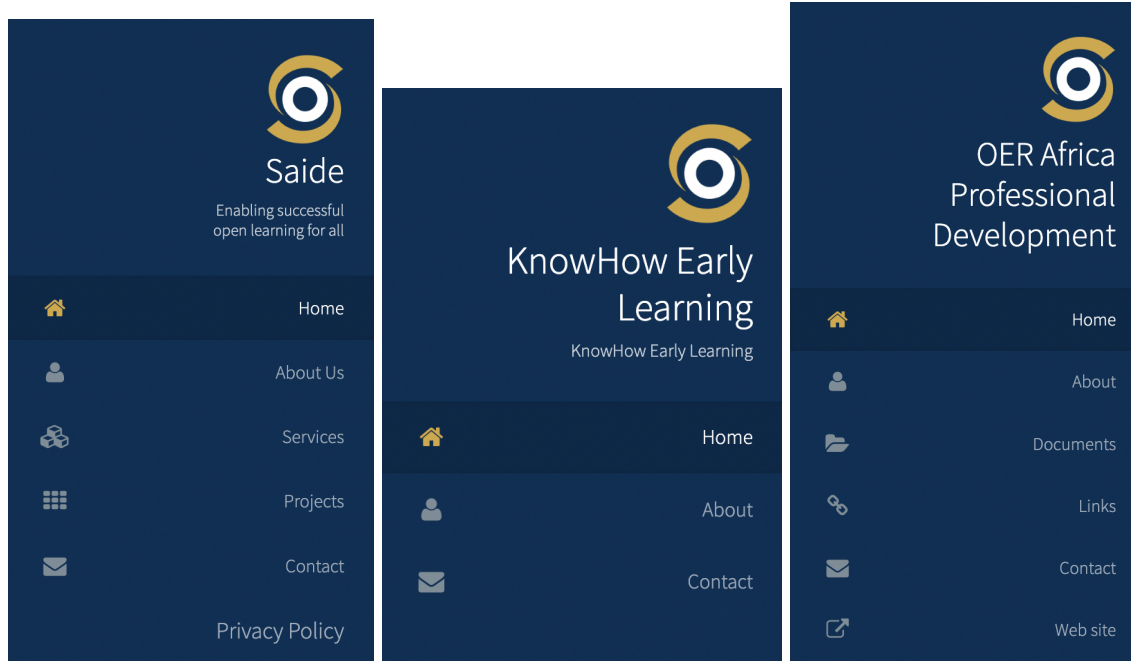 Saide
Enabling successful
open learning for all
Home
About Us
Services
Projects
Contact
Privacy Policy
KnowHow Early
Learning
KnowHow Early Learning
Home
About
Contact
OER Africa
Professional
Development
Home
About
Documents
Links
Contact
Web site